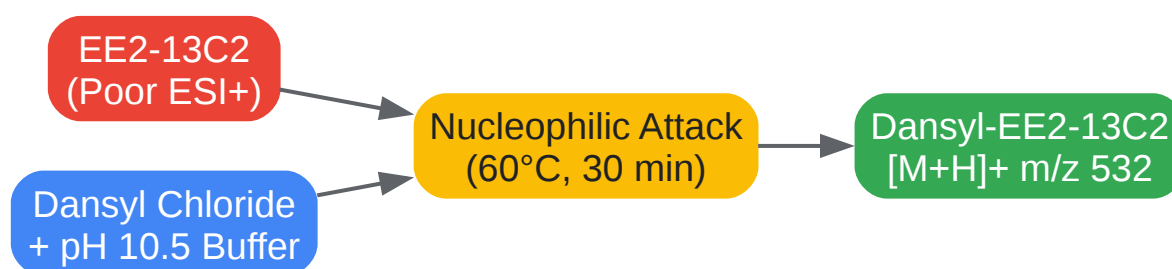 EE2-13C2
(Poor ESI+)
Dansyl Chloride
+ pH 10.5 Buffer
Nucleophilic Attack
(60°C, 30 min)
Dansyl-EE2-13C2
[M+H]+ m/z 532